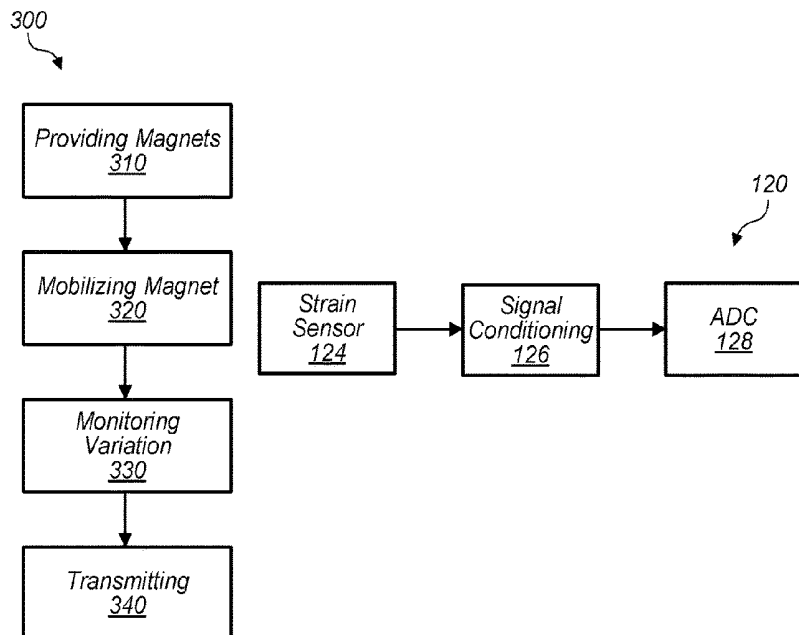 300
Providing Magnets
310
Mobilizing Magnet
320
Monitoring
Variation
330
Transmitting
340
120
Strain
Sensor
124
Signal
Conditioning
126
ADC
128